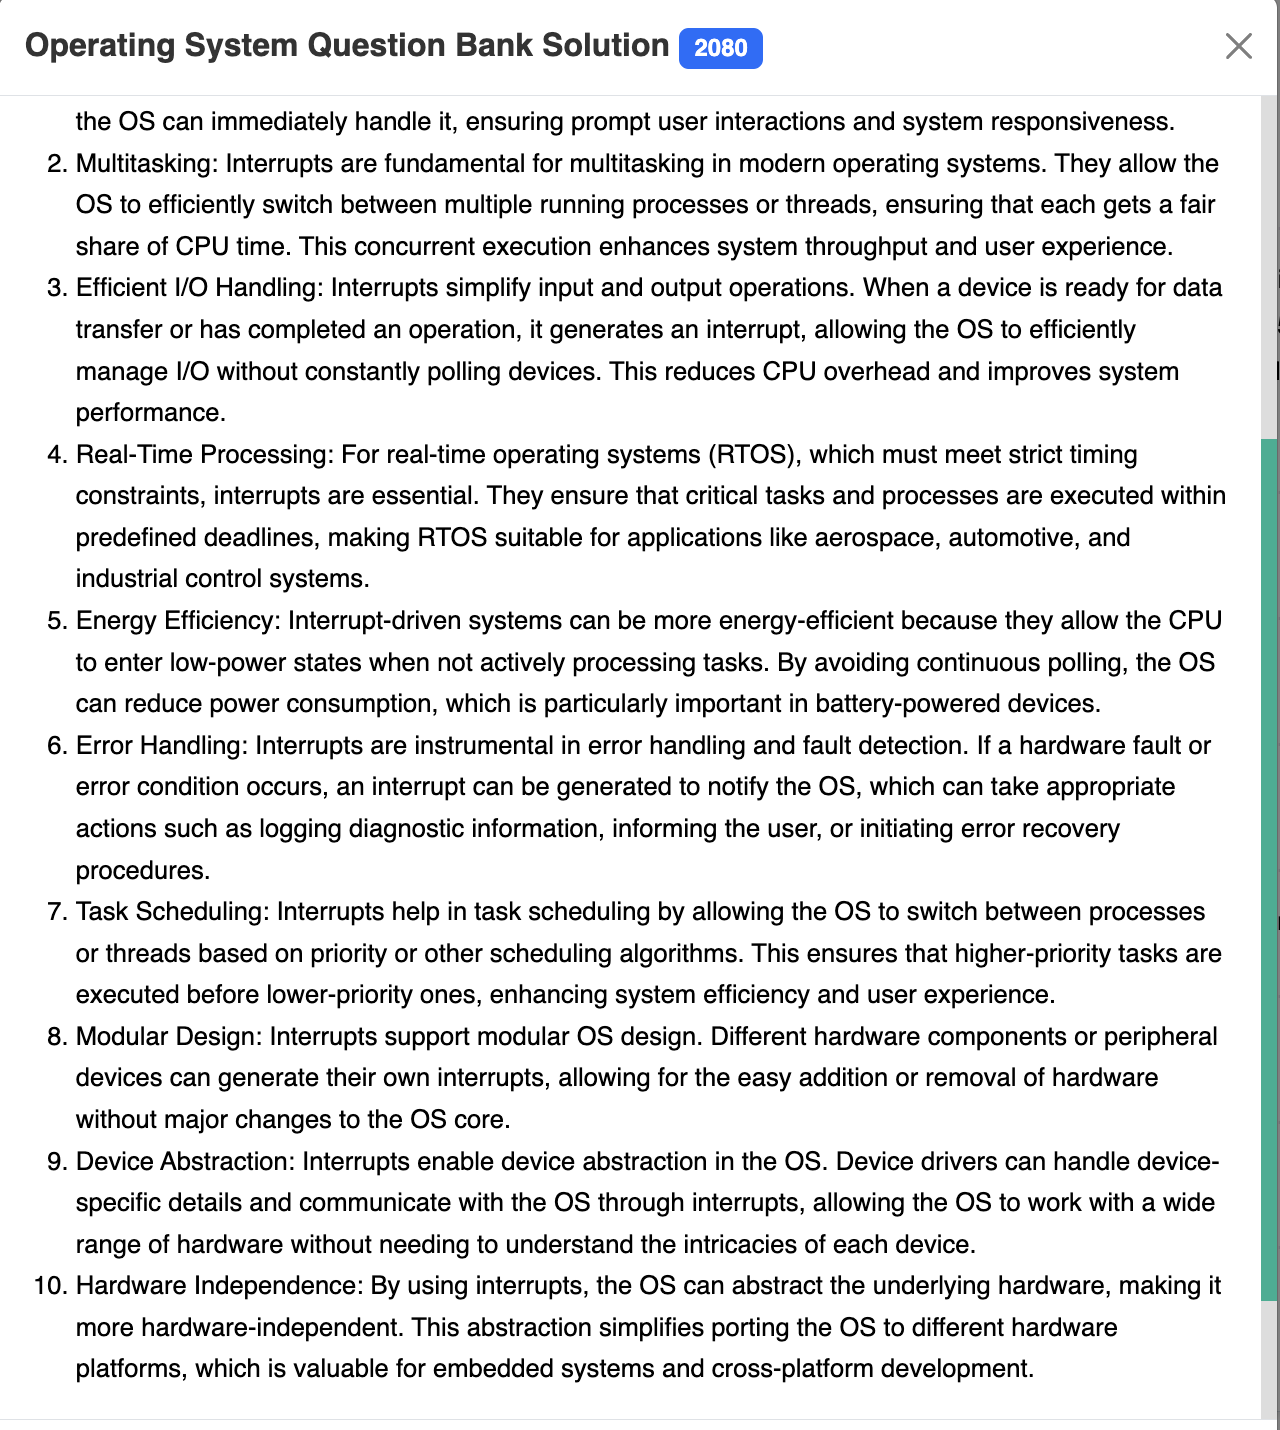 Operating System Question Bank Solution 2080
the OS can immediately handle it, ensuring prompt user interactions and system responsiveness.
2. Multitasking: Interrupts are fundamental for multitasking in modern operating systems. They allow the
OS to efficiently switch between multiple running processes or threads, ensuring that each gets a fair
share of CPU time. This concurrent execution enhances system throughput and user experience.
3. Efficient I/O Handling: Interrupts simplify input and output operations. When a device is ready for data
transfer or has completed an operation, it generates an interrupt, allowing the OS to efficiently
manage I/O without constantly polling devices. This reduces CPU overhead and improves system
performance.
4. Real-Time Processing: For real-time operating systems (RTOS), which must meet strict timing
constraints, interrupts are essential. They ensure that critical tasks and processes are executed within
predefined deadlines, making RTOS suitable for applications like aerospace, automotive, and
industrial control systems.
5. Energy Efficiency: Interrupt-driven systems can be more energy-efficient because they allow the CPU
to enter low-power states when not actively processing tasks. By avoiding continuous polling, the OS
can reduce power consumption, which is particularly important in battery-powered devices.
6. Error Handling: Interrupts are instrumental in error handling and fault detection. If a hardware fault or
error condition occurs, an interrupt can be generated to notify the OS, which can take appropriate
actions such as logging diagnostic information, informing the user, or initiating error recovery
procedures.
7. Task Scheduling: Interrupts help in task scheduling by allowing the OS to switch between processes
or threads based on priority or other scheduling algorithms. This ensures that higher-priority tasks are
executed before lower-priority ones, enhancing system efficiency and user experience.
8. Modular Design: Interrupts support modular OS design. Different hardware components or peripheral
devices can generate their own interrupts, allowing for the easy addition or removal of hardware
without major changes to the OS core.
9. Device Abstraction: Interrupts enable device abstraction in the OS. Device drivers can handle device-
specific details and communicate with the OS through interrupts, allowing the OS to work with a wide
range of hardware without needing to understand the intricacies of each device.
10. Hardware Independence: By using interrupts, the OS can abstract the underlying hardware, making it
more hardware-independent. This abstraction simplifies porting the OS to different hardware
platforms, which is valuable for embedded systems and cross-platform development.